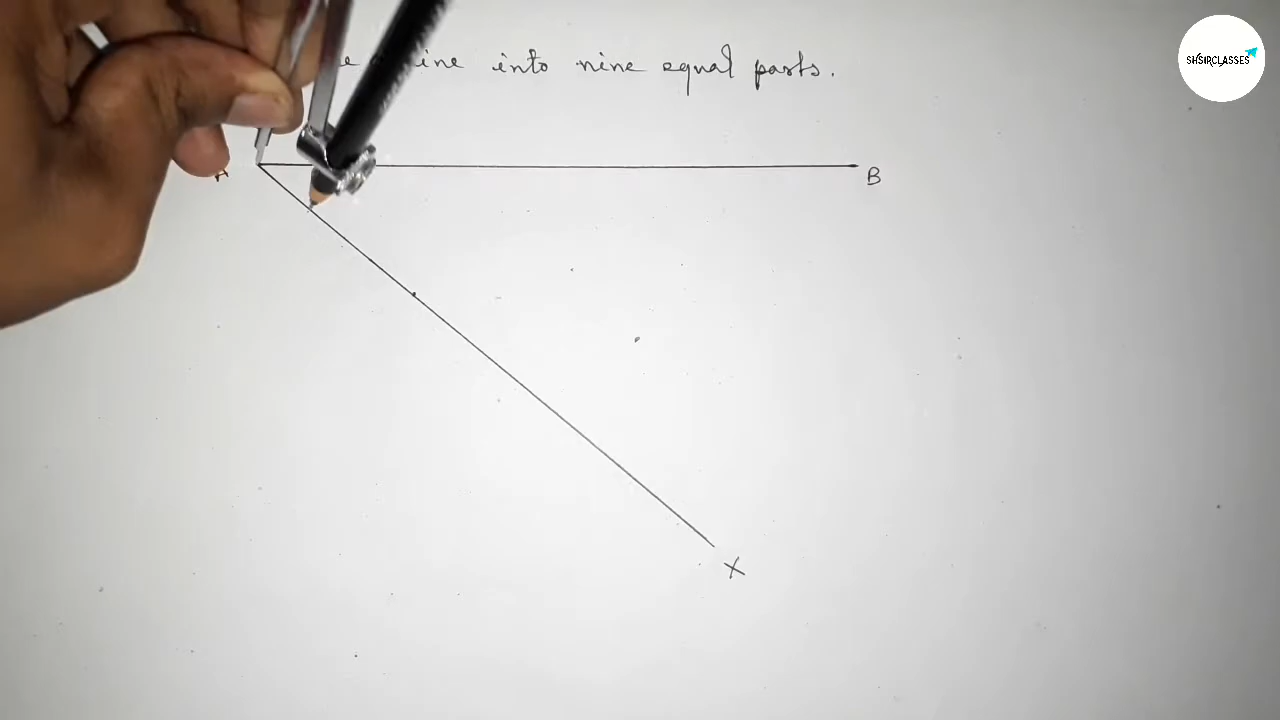 into nine equal parts.
SHSIRCLASSES
A
B
X